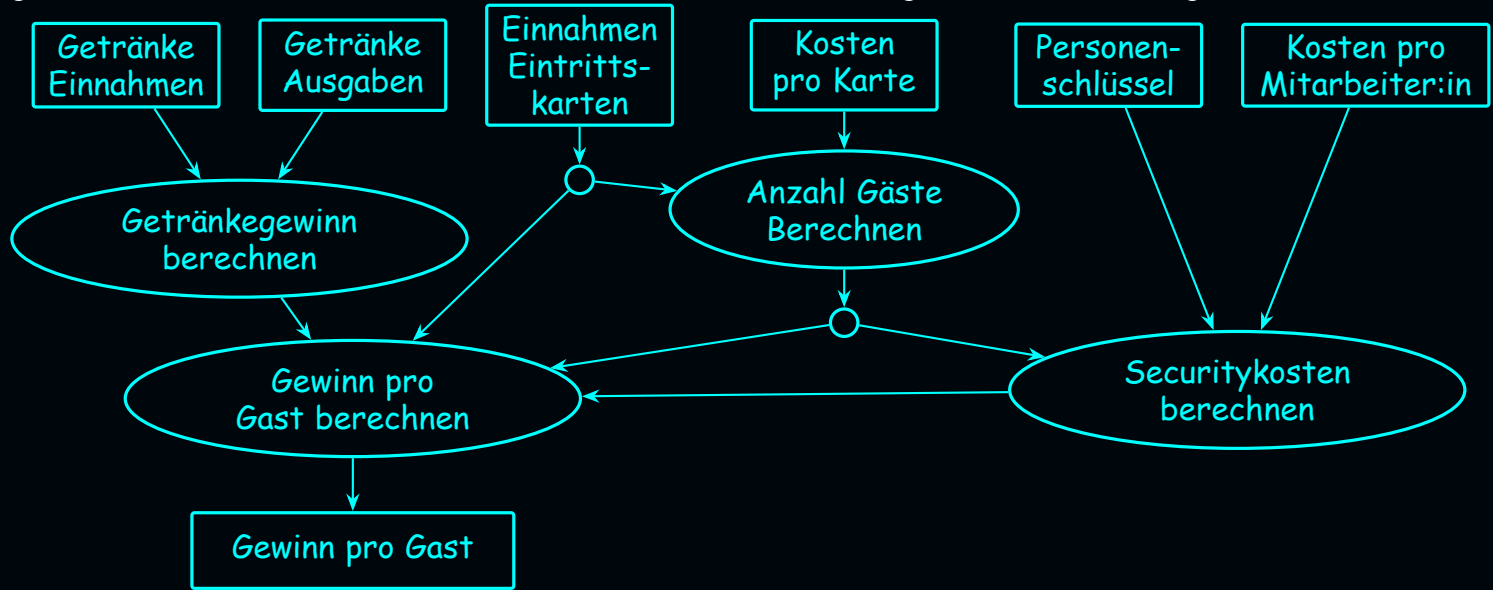 Getränke
Einnahmen
Getränke
Ausgaben
Einnahmen
Eintritts-
karten
Kosten
pro Karte
Personen-
schlüssel
Kosten pro
Mitarbeiter:in
Getränkegewinn
berechnen
Anzahl Gäste
Berechnen
Gewinn pro
Gast berechnen
Securitykosten
berechnen
Gewinn pro Gast